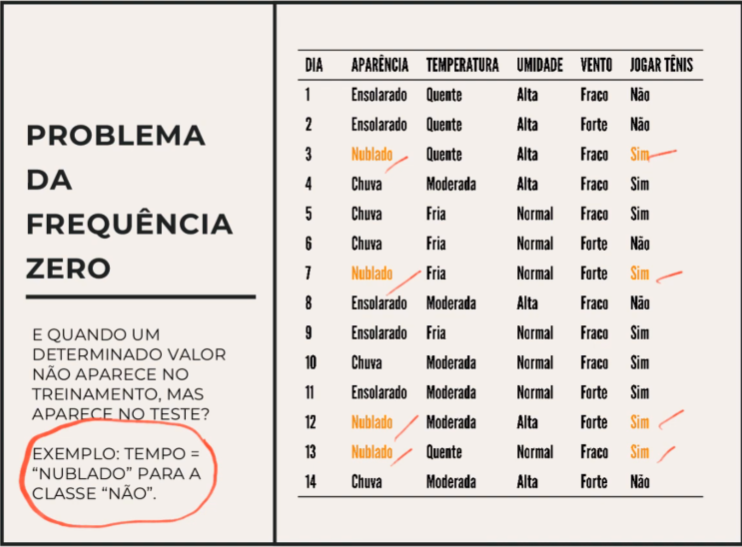 PROBLEMA
DA
FREQUÊNCIA
ZERO
E QUANDO UM
DETERMINADO VALOR
NÃO APARECE NO
TREINAMENTO, MAS
APARECE NO TESTE?
EXEMPLO: TEMPO =
“NUBLADO” PARA A
CLASSE “NÃO”.
DIA APARÊNCIA TEMPERATURA UMIDADE VENTO JOGAR TÊNIS
1 Ensolarado Quente Alta Fraco Não
2 Ensolarado Quente Alta Forte Não
3 Nublado Quente Alta Fraco Sim
4 Chuva Moderada Alta Fraco Sim
5 Chuva Fria Normal Fraco Sim
6 Chuva Fria Normal Forte Não
7 Nublado Fria Normal Forte Sim
8 Ensolarado Moderada Alta Fraco Não
9 Ensolarado Fria Normal Fraco Sim
10 Chuva Moderada Normal Fraco Sim
11 Ensolarado Moderada Normal Forte Sim
12 Nublado Moderada Alta Forte Sim
13 Nublado Quente Normal Fraco Sim
14 Chuva Moderada Alta Forte Não